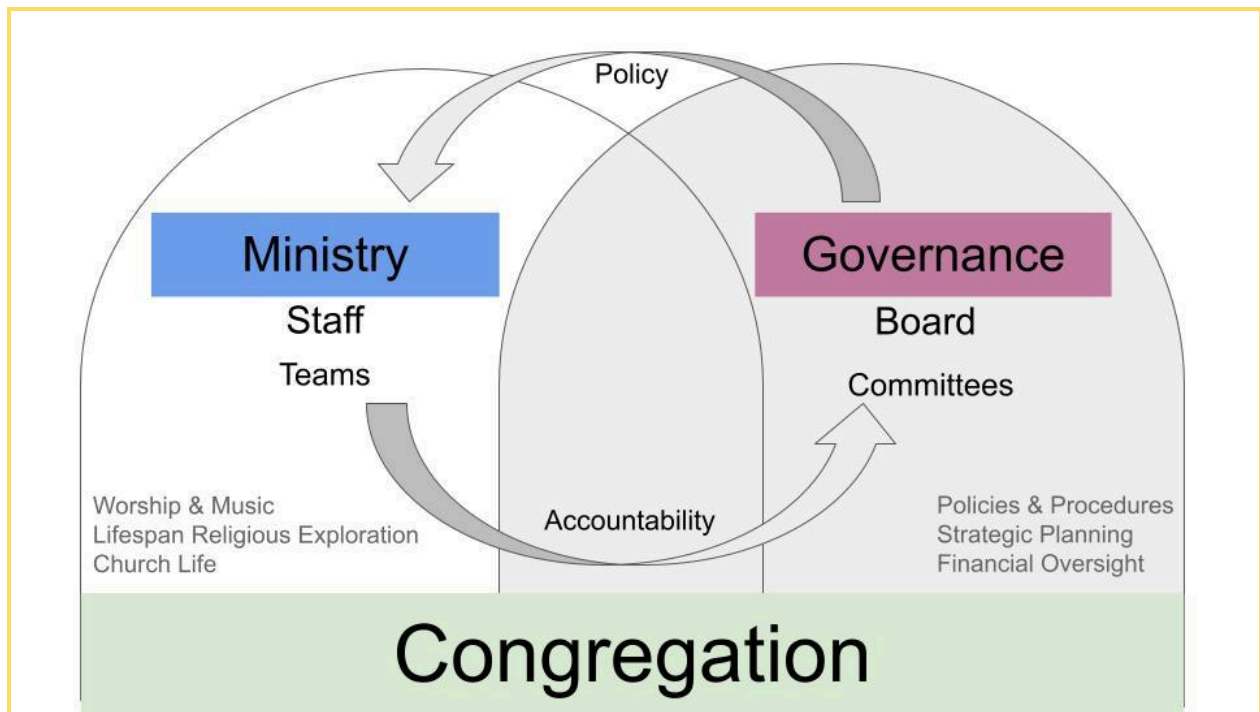 Policy
Ministry
Staff
Teams
Governance
Board
Committees
Worship & Music
Lifespan Religious Exploration
Church Life
Accountability
Policies & Procedures
Strategic Planning
Financial Oversight
Congregation